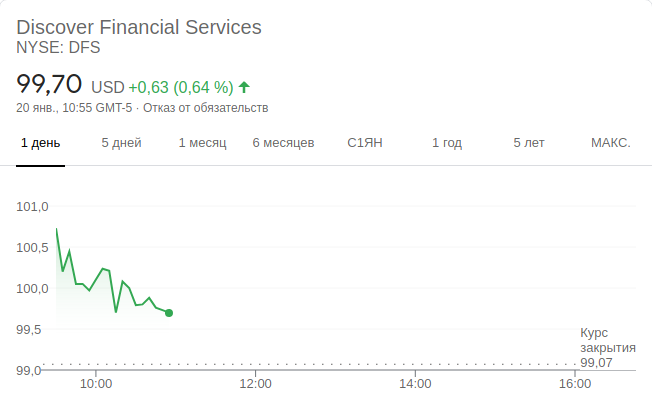 Discover Financial Services
NYSE: DFS
99,70 USD +0,63 (0,64 %)
20 янв., 10:55 GMT-5 · Отказ от обязательств
1 день 5 дней 1 месяц 6 месяцев С1ЯН 1 год 5 лет МАКС.
101,0
100,5
100,0
99,5
99,0
Курс
закрытия
99,07
10:00 12:00 14:00 16:00